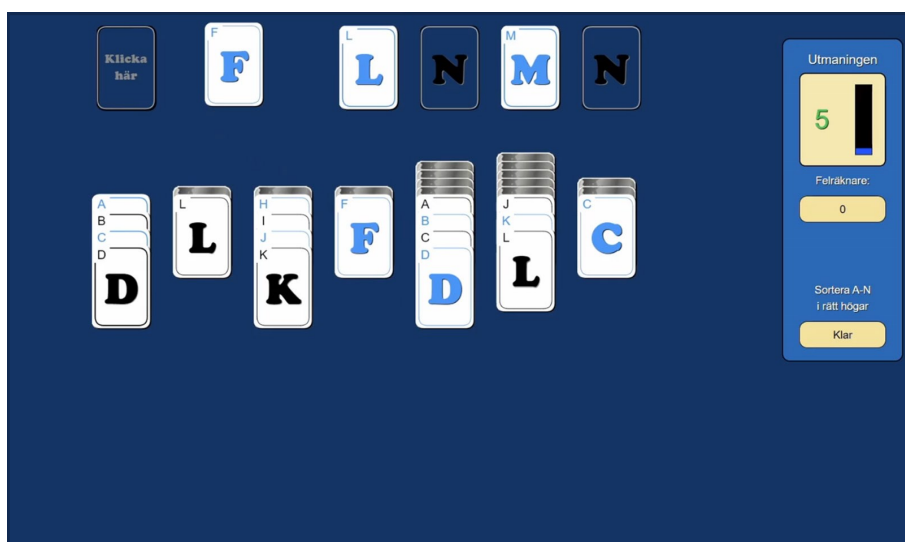 Klicka
här
F
F
L
L
N
M
M
N
Utmaningen
5
Felräknare:
0
Sortera A-N
i rätt högar
Klar
A
B
C
D
D
L
L
H
I
J
K
K
F
F
A
B
C
D
D
J
K
L
L
C
C